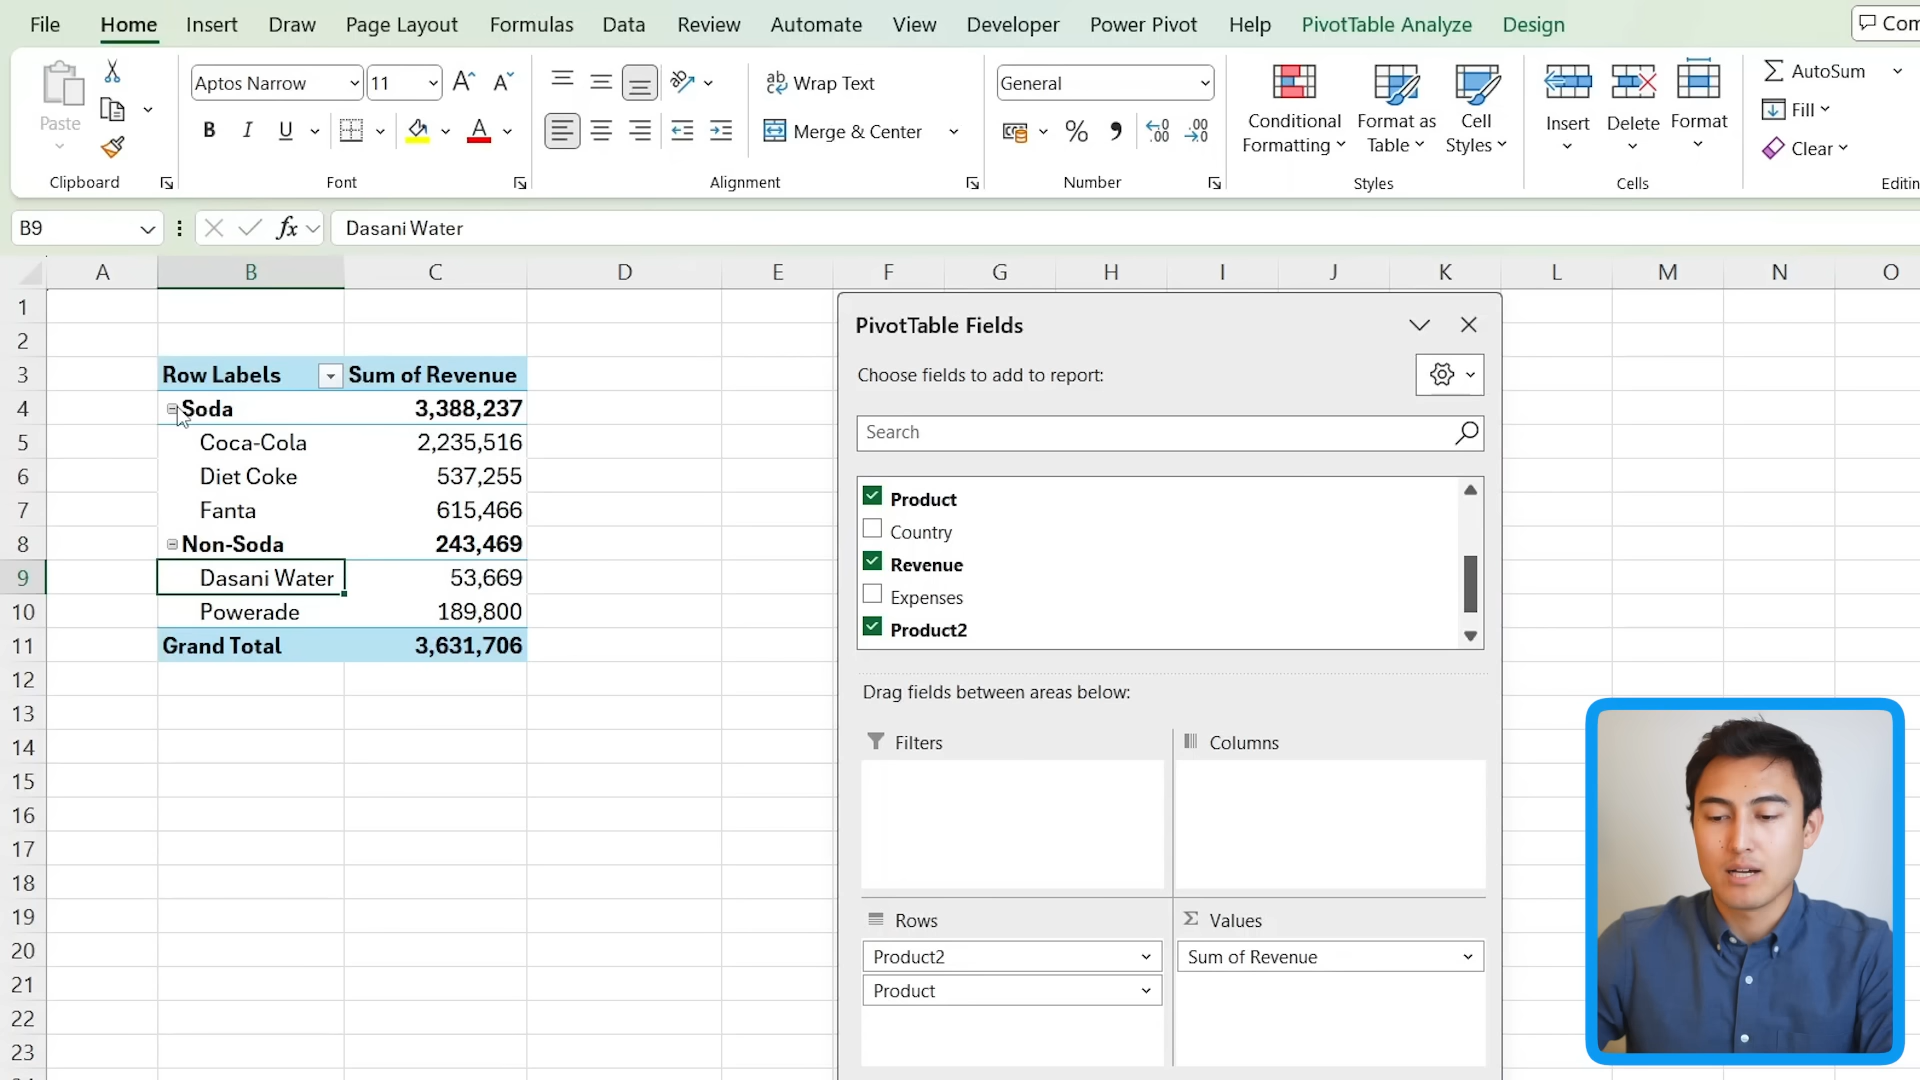 File Home Insert Draw Page Layout Formulas Data Review Automate View Developer Power Pivot Help PivotTable Analyze Design
Paste
Clipboard
Aptos Narrow 11
B I U
Font
Wrap Text
Merge & Center
Alignment
General
Number
Conditional Formatting
Format as Table
Cell Styles
Styles
Insert
Delete
Format
Cells
AutoSum
Fill
Clear
B9 fx Dasani Water
A B C D E F G H I J K L M N O
1
2
3 Row Labels Sum of Revenue
4 Soda 3,388,237
5 Coca-Cola 2,235,516
6 Diet Coke 537,255
7 Fanta 615,466
8 Non-Soda 243,469
9 Dasani Water 53,669
10 Powerade 189,800
11 Grand Total 3,631,706
12
13
14
15
16
17
18
19
20
21
22
23
PivotTable Fields
Choose fields to add to report:
Search
Product
Country
Revenue
Expenses
Product2
Drag fields between areas below:
Filters
Columns
Rows
Product2
Product
Values
Sum of Revenue